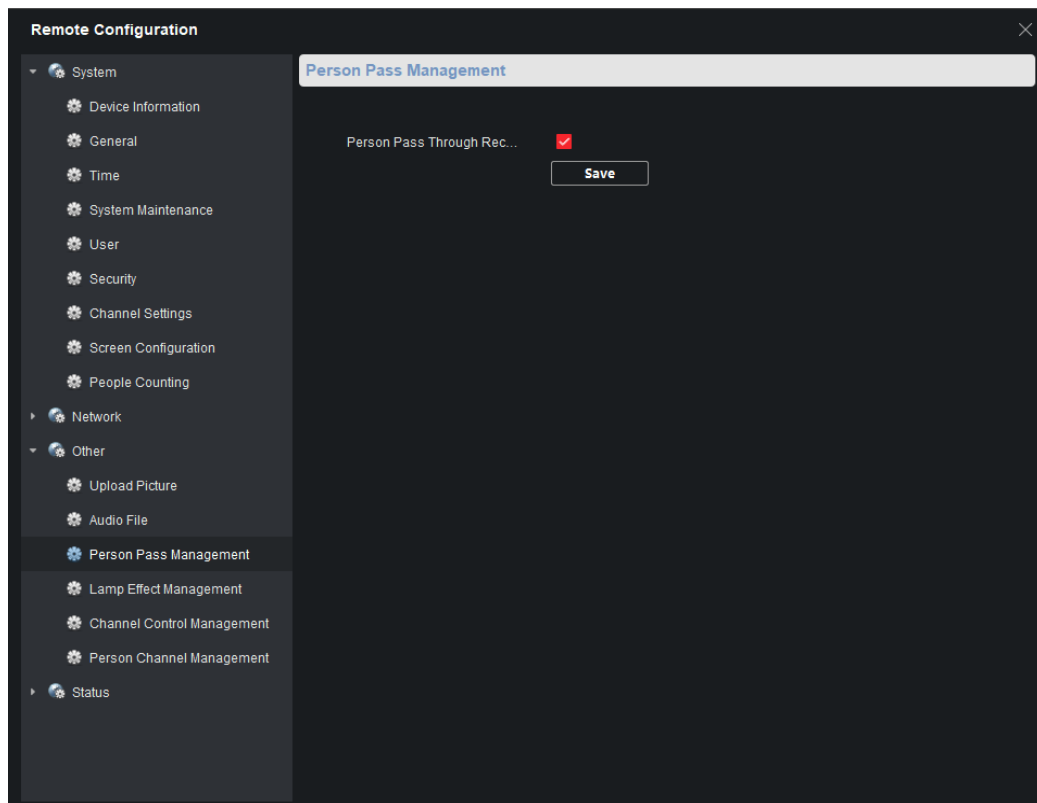 Remote Configuration
System
Device Information
General
Time
System Maintenance
User
Security
Channel Settings
Screen Configuration
People Counting
Network
Other
Upload Picture
Audio File
Person Pass Management
Lamp Effect Management
Channel Control Management
Person Channel Management
Status
Person Pass Management
Person Pass Through Rec...
Save